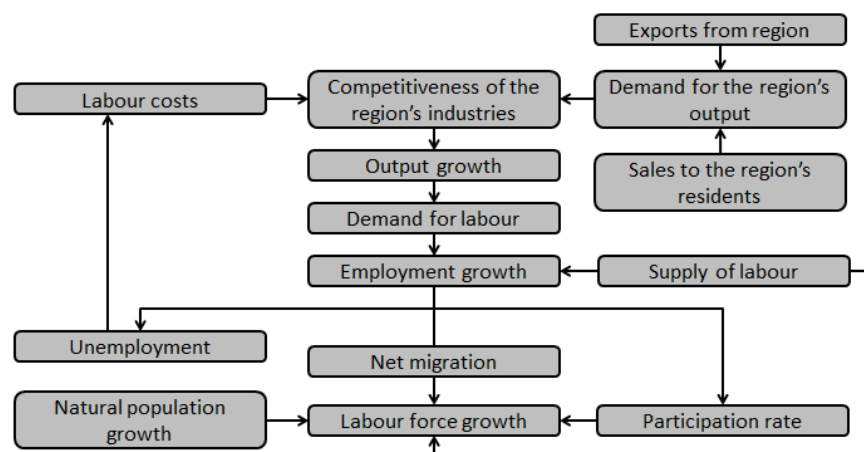 Exports from region
Labour costs
Competitiveness of the
region's industries
Demand for the region's
output
Output growth
Sales to the region's
residents
Demand for labour
Employment growth
Supply of labour
Unemployment
Net migration
Natural population
growth
Labour force growth
Participation rate